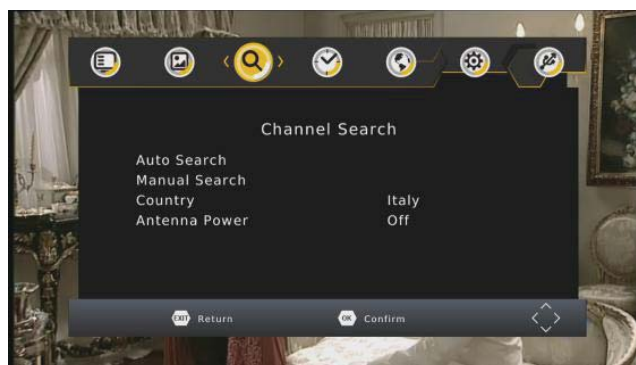 Channel Search
Auto Search
Manual Search
Country Italy
Antenna Power Off
EXIT Return OK Confirm